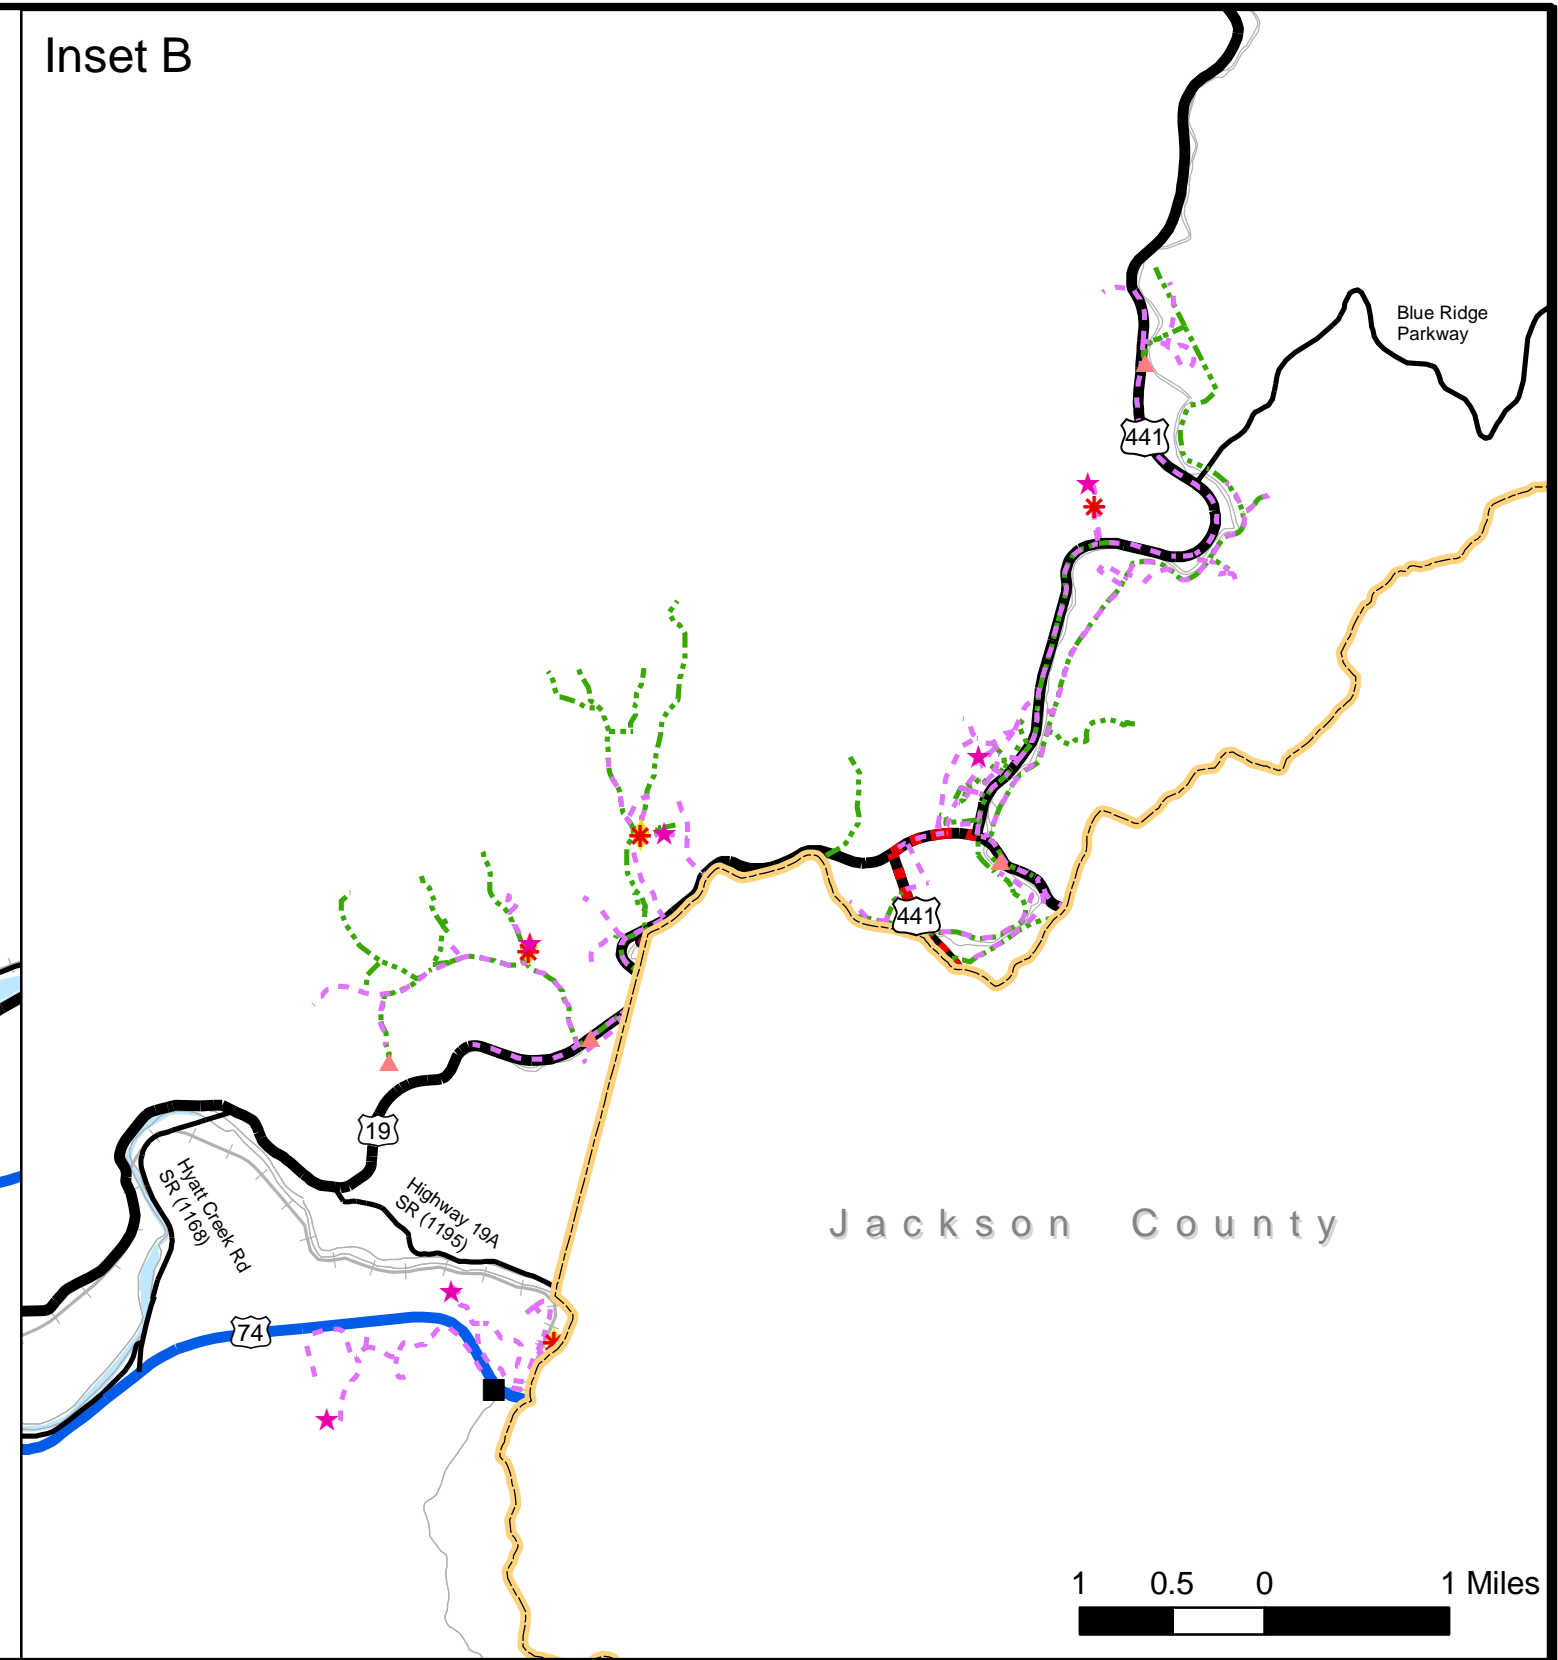 Inset B
Blue Ridge
Parkway
441
441
19
Hyatt Creek Rd
SR (1168)
Highway 19A
SR (1195)
Jackson County
74
1 0.5 0 1 Miles